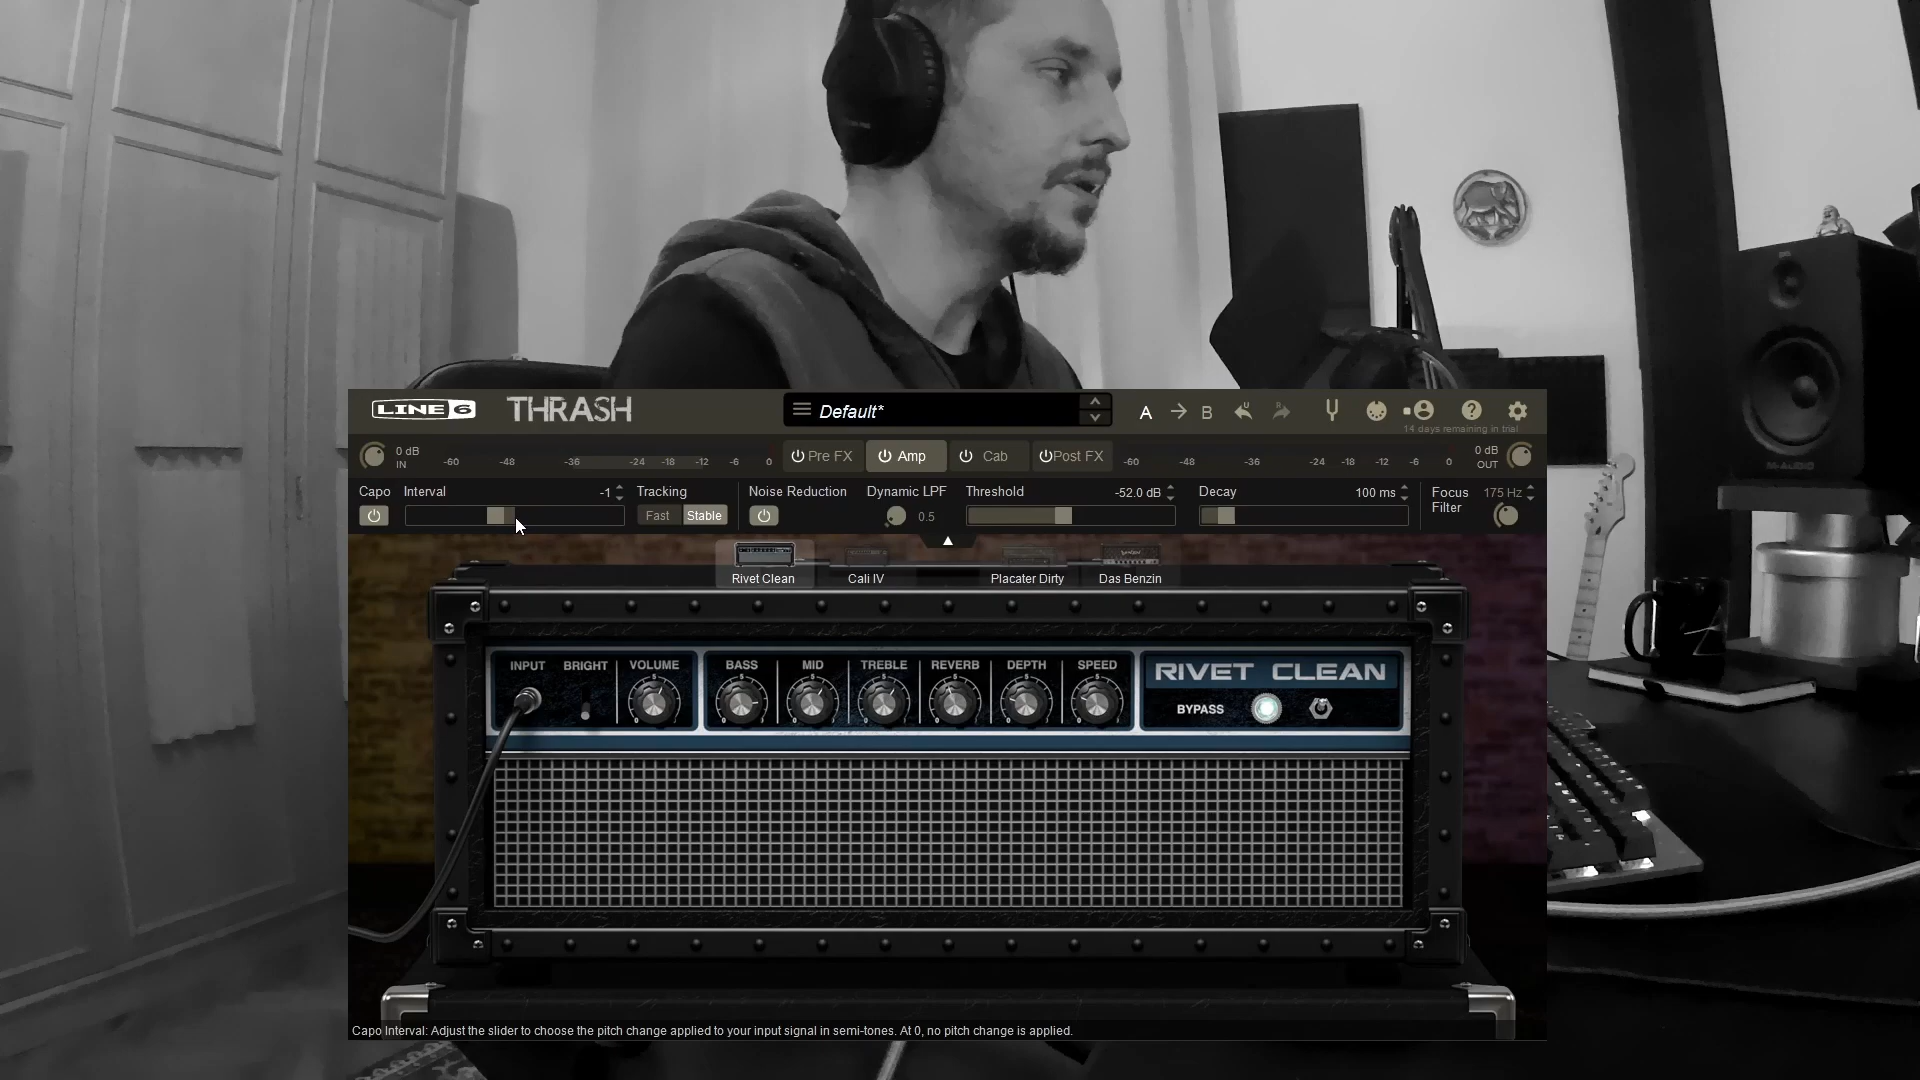 LINE 6 THRASH Default* A B
14 days remaining in trial
0 dB IN -60 -48 -36 -24 -18 -12 -6 0 Pre FX Amp Cab Post FX -60 -48 -36 -24 -18 -12 -6 0 0 dB OUT
Capo Interval -1 Tracking Noise Reduction Dynamic LPF Threshold -52.0 dB Decay 100 ms Focus Filter 175 Hz
Fast Stable 0.5
Rivet Clean Cali IV Placater Dirty Das Benzin
INPUT BRIGHT VOLUME BASS MID TREBLE REVERB DEPTH SPEED RIVET CLEAN
BYPASS
Capo Interval: Adjust the slider to choose the pitch change applied to your input signal in semi-tones. At 0, no pitch change is applied.
M-AUDIO